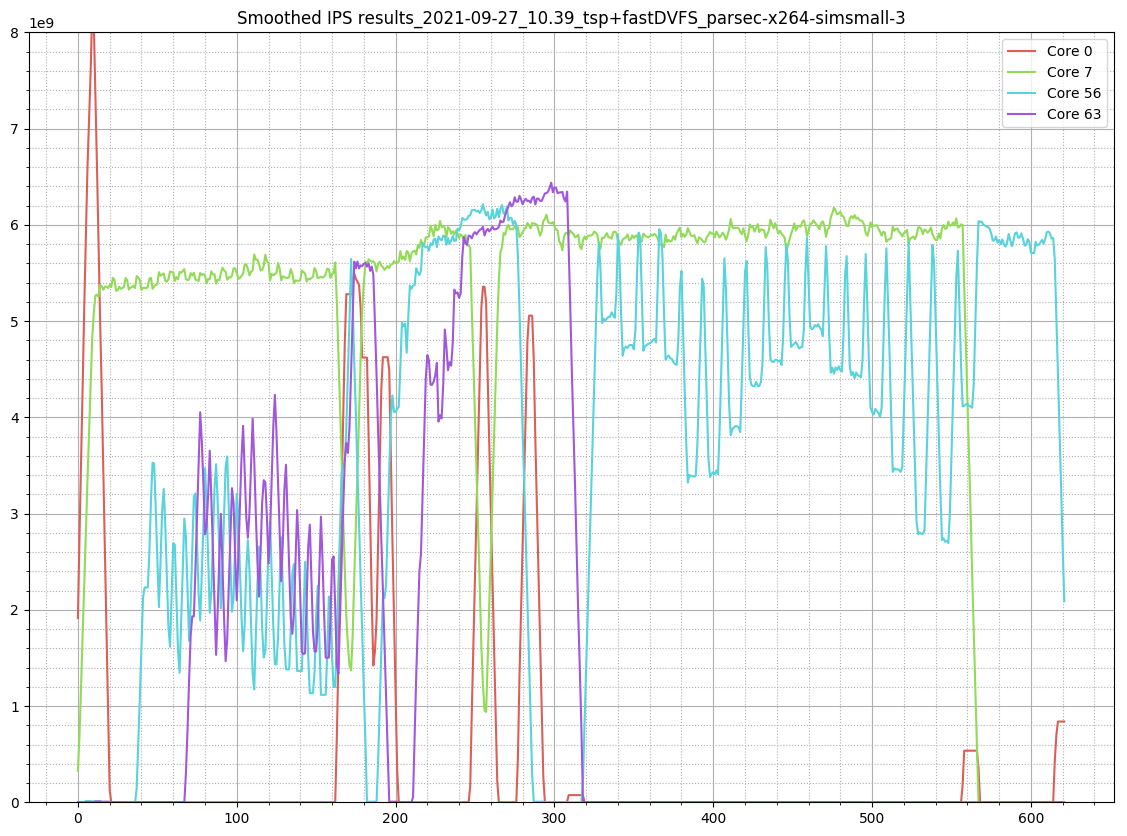 Smoothed IPS results_2021-09-27_10.39_tsp+fastDVFS_parsec-x264-simsmall-3
1e9
8
7
6
5
4
3
2
1
0
0 100 200 300 400 500 600
Core 0
Core 7
Core 56
Core 63